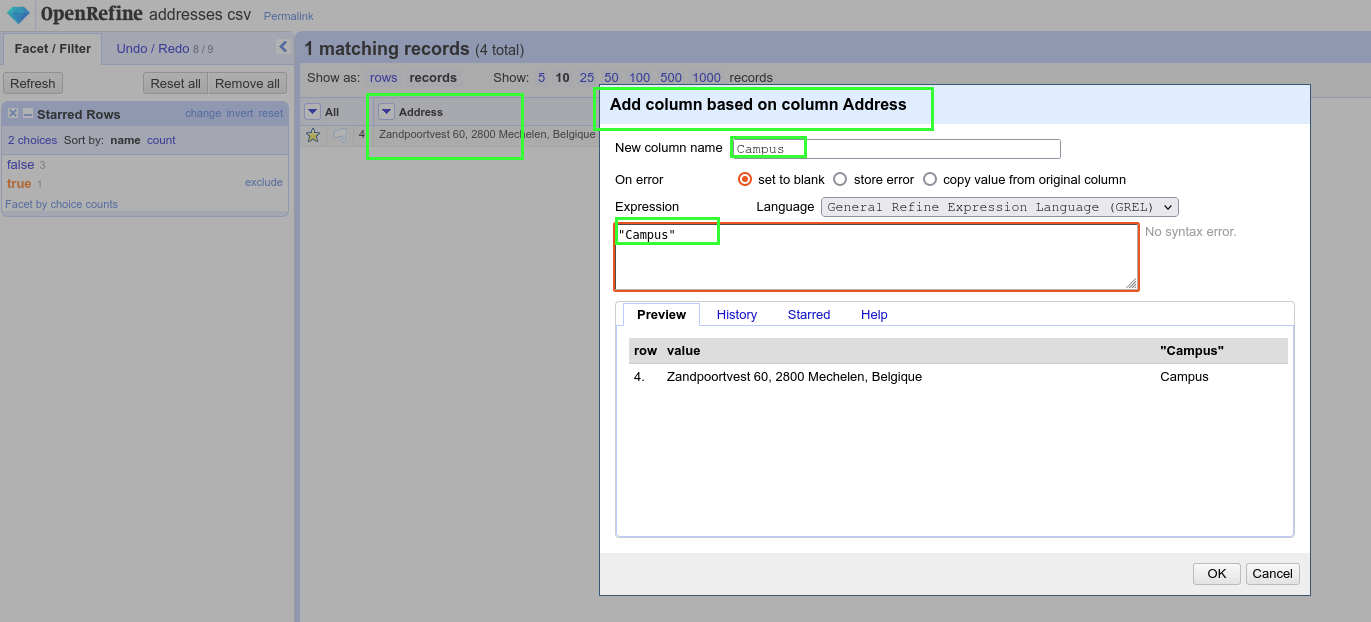 OpenRefine addresses csv Permalink
Facet / Filter Undo / Redo 8 / 9
Refresh Reset all Remove all
Starred Rows change invert reset
2 choices Sort by: name count
false 3
true 1 exclude
Facet by choice counts
1 matching records (4 total)
Show as: rows records Show: 5 10 25 50 100 500 1000 records
All Address
4. Zandpoortvest 60, 2800 Mechelen, Belgique
Add column based on column Address
New column name Campus
On error set to blank store error copy value from original column
Expression Language General Refine Expression Language (GREL)
"Campus" No syntax error.
Preview History Starred Help
row value "Campus"
4. Zandpoortvest 60, 2800 Mechelen, Belgique Campus
OK Cancel